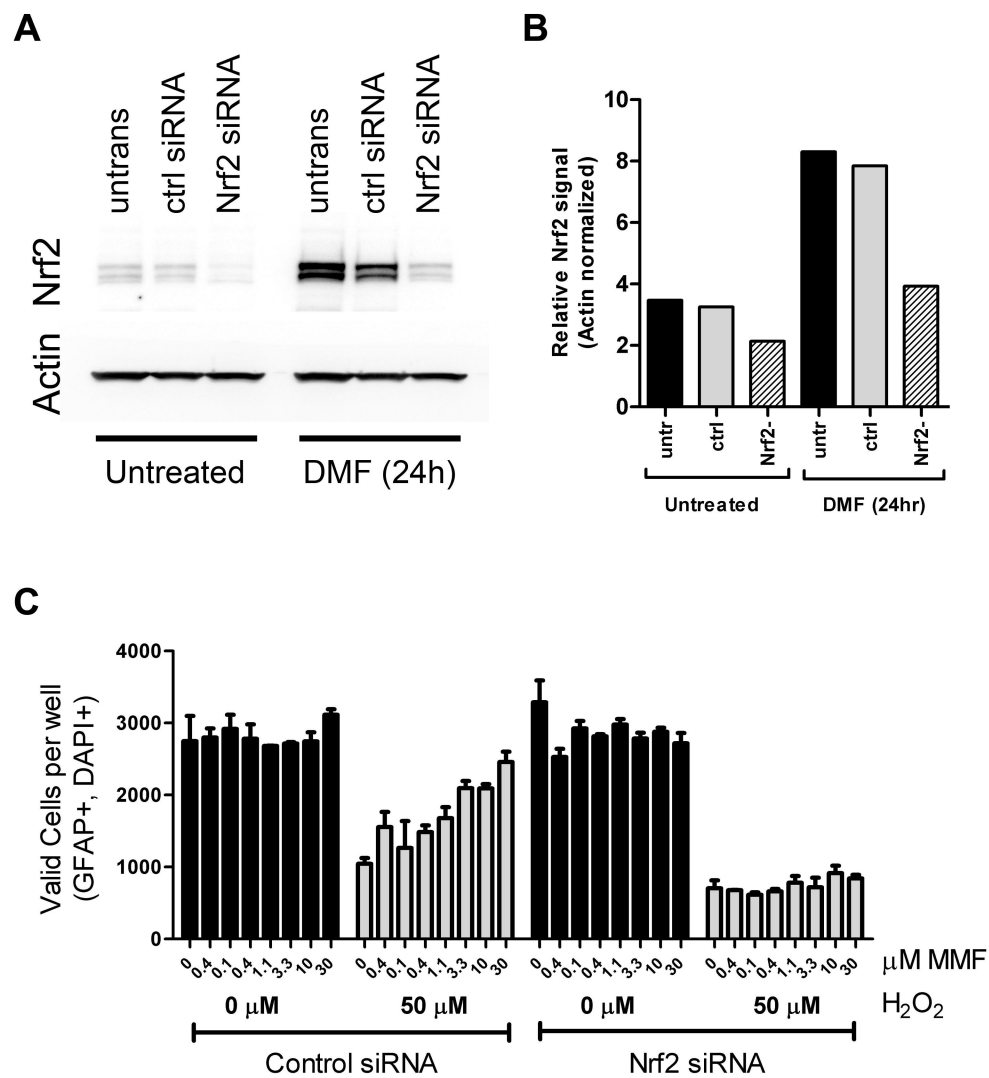 A
untrans
ctrl siRNA
Nrf2 siRNA
untrans
ctrl siRNA
Nrf2 siRNA
Nrf2
Actin
Untreated
DMF (24h)
B
Relative Nrf2 signal
(Actin normalized)
10
8
6
4
2
0
untr
ctrl
Nrf2-
untr
ctrl
Nrf2-
Untreated
DMF (24hr)
C
Valid Cells per well
(GFAP+, DAPI+)
4000
3000
2000
1000
0
0 0.4 0.1 0.4 1.1 3.3 10 30
0 0.4 0.1 0.4 1.1 3.3 10 30
0 0.4 0.1 0.4 1.1 3.3 10 30
0 0.4 0.1 0.4 1.1 3.3 10 30
μM MMF
0 μM
50 μM
0 μM
50 μM
H₂O₂
Control siRNA
Nrf2 siRNA